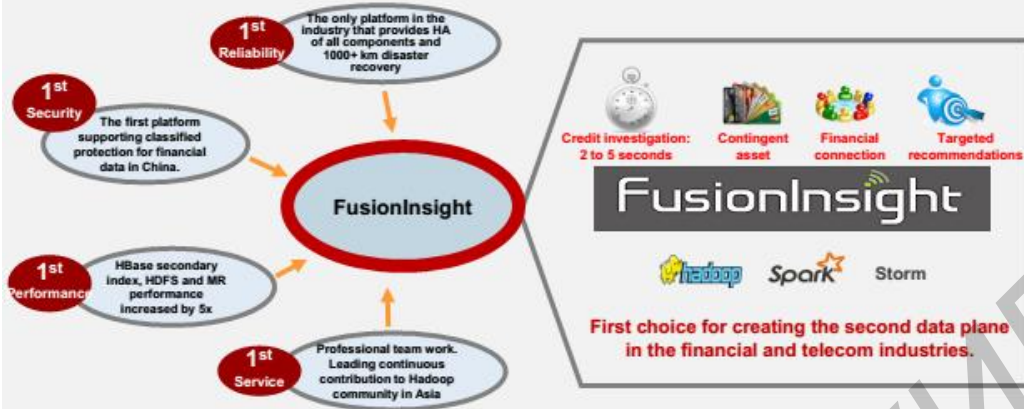 1st
Reliability
The only platform in the
industry that provides HA
of all components and
1000+ km disaster
recovery
1st
Security
The first platform
supporting classified
protection for financial
data in China.
FusionInsight
1st
Performance
HBase secondary
index, HDFS and MR
performance
increased by 5x
1st
Service
Professional team work.
Leading continuous
contribution to Hadoop
community in Asia
Credit investigation:
2 to 5 seconds
Contingent
asset
Financial
connection
Targeted
recommendations
FusionInsight
hadoop
Spark
Storm
First choice for creating the second data plane
in the financial and telecom industries.